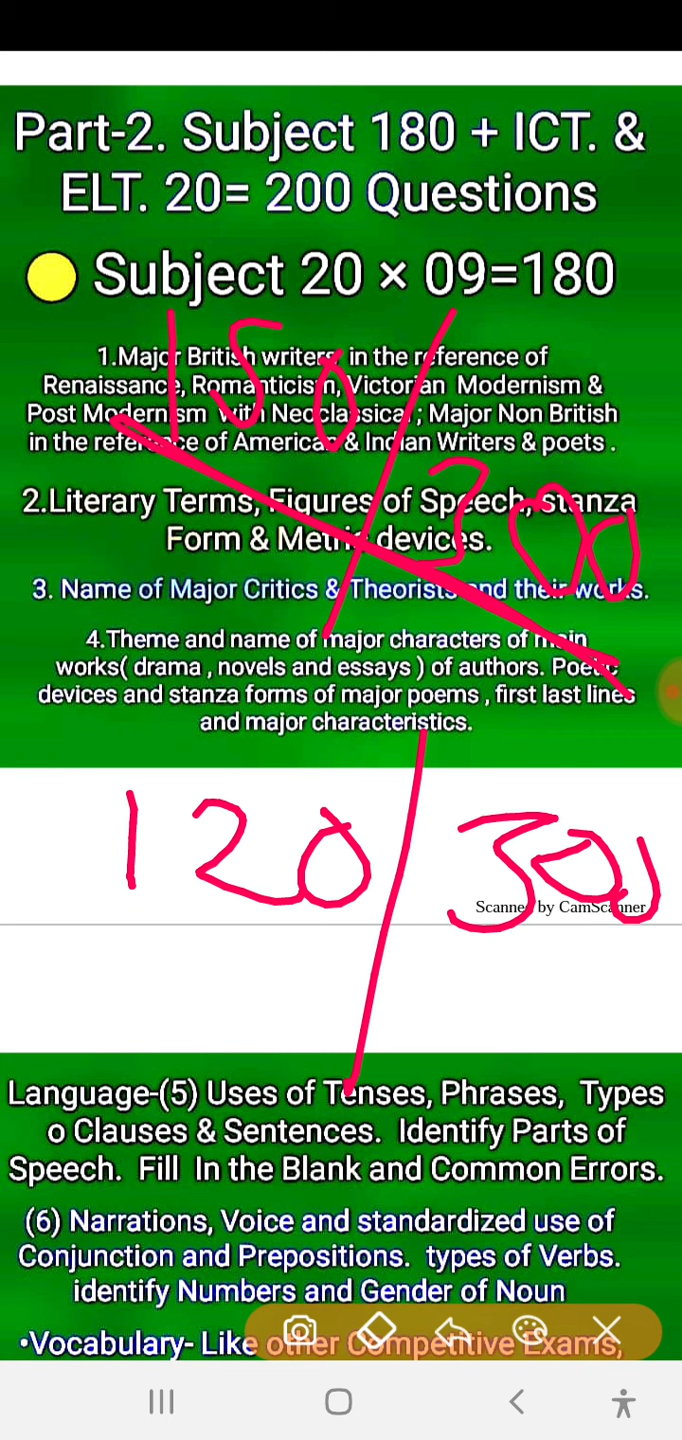 Part-2. Subject 180 + ICT. &
ELT. 20= 200 Questions
Subject 20 × 09=180
1.Major British writers, in the reference of
Renaissance, Romanticism, Victorian Modernism &
Post Modernism with Neoclassical; Major Non British
in the reference of American & Indian Writers & poets .
150/300
2.Literary Terms, Figures of Speech, stanza
Form & Metric devices.
3. Name of Major Critics & Theorists and their works.
4.Theme and name of major characters of main
works( drama , novels and essays ) of authors. Poetic
devices and stanza forms of major poems , first last lines
and major characteristics.
120/300
Scanned by CamScanner
Language-(5) Uses of Tenses, Phrases, Types
o Clauses & Sentences. Identify Parts of
Speech. Fill In the Blank and Common Errors.
(6) Narrations, Voice and standardized use of
Conjunction and Prepositions. types of Verbs.
identify Numbers and Gender of Noun
•Vocabulary- Like other Competitive Exams,